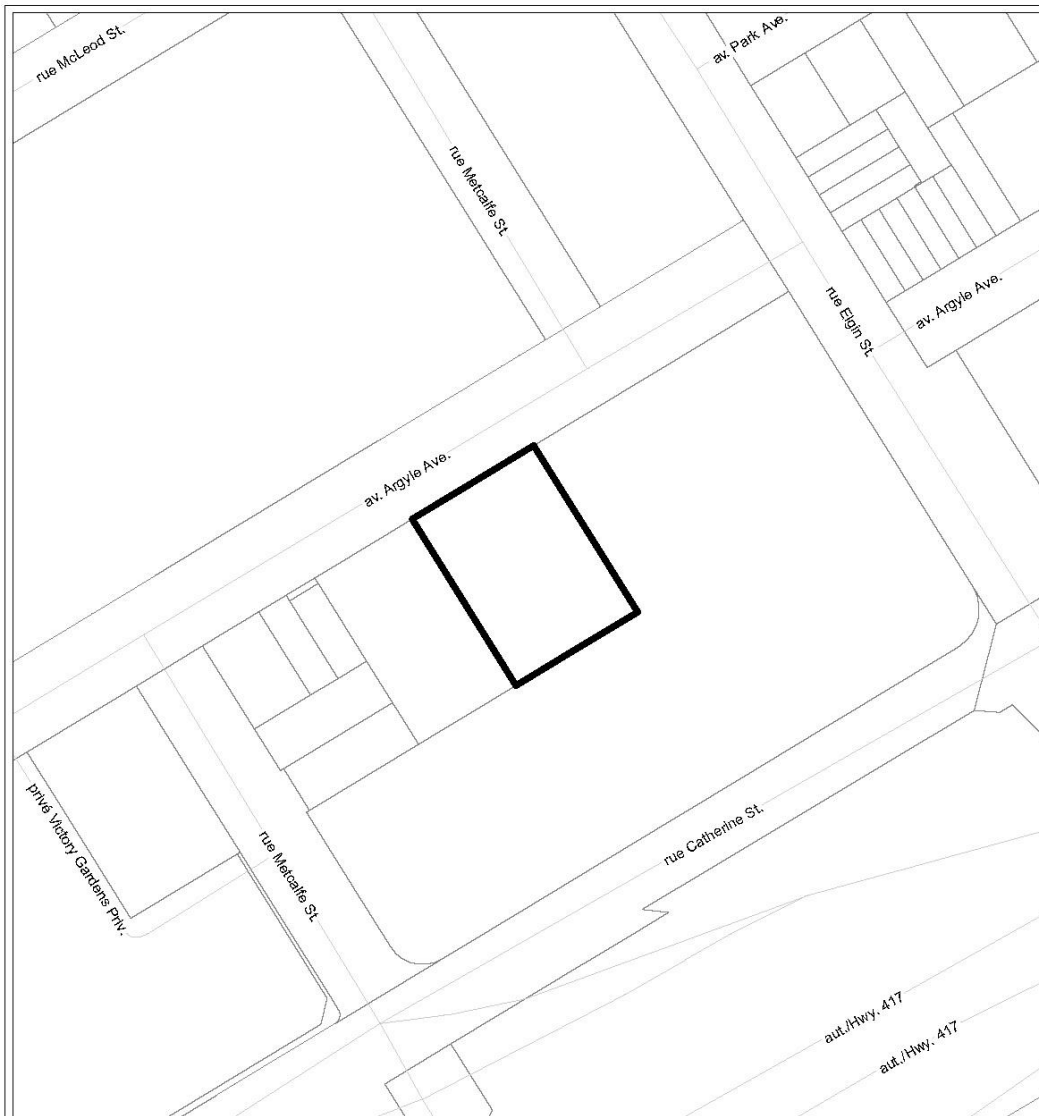 rue McLeod St.
av. Park Ave.
rue Metcalfe St.
rue Elgin St.
av. Argyle Ave.
av. Argyle Ave.
privé Victory Gardens Priv.
rue Metcalfe St.
rue Catherine St.
aut./Hwy. 417
aut./Hwy. 417